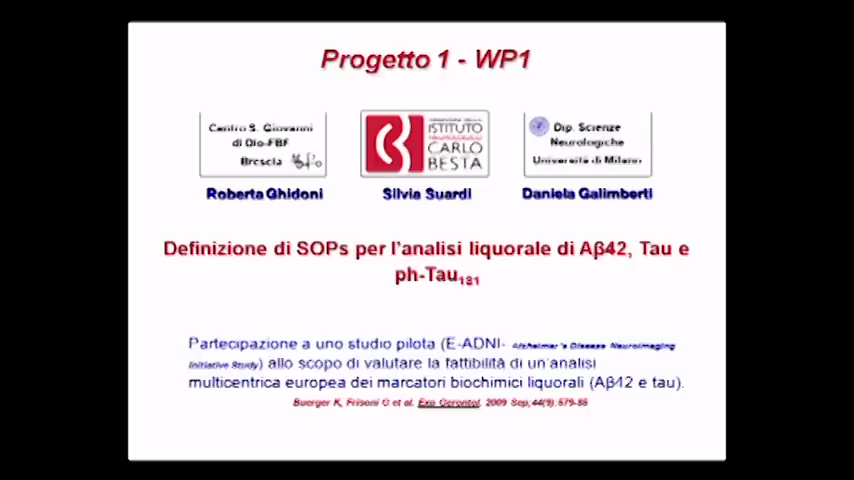 Progetto 1 - WP1
Centro S. Giovanni
di Dio-FBF
Brescia
ISTITUTO
NEUROLOGICO
CARLO
BESTA
Dip. Scienze
Neurologiche
Università di Milano
Roberta Ghidoni
Silvia Suardi
Daniela Galimberti
Definizione di SOPs per l'analisi liquorale di Aβ42, Tau e
ph-Tau181
Partecipazione a uno studio pilota (E-ADNI- Alzheimer's Disease Neuroimaging
Initiative Study) allo scopo di valutare la fattibilità di un'analisi
multicentrica europea dei marcatori biochimici liquorali (Aβ42 e tau).
Buerger K, Frisoni G et al. Exp Gerontol. 2009 Sep;44(9):579-85